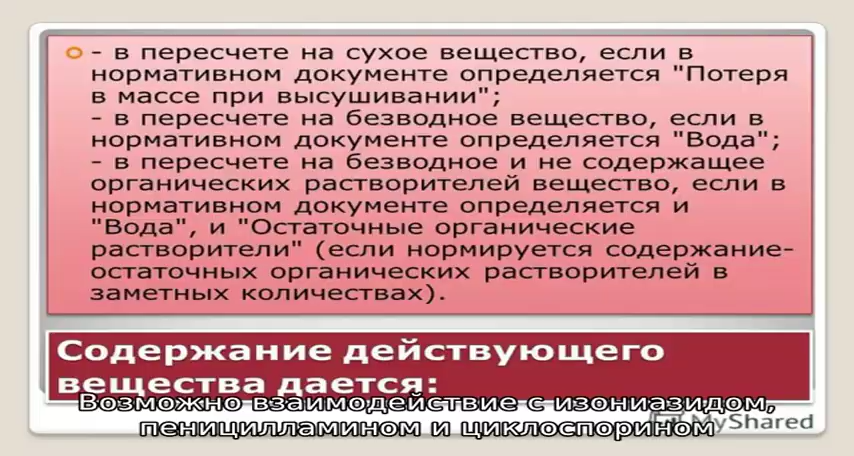 - в пересчете на сухое вещество, если в
нормативном документе определяется "Потеря
в массе при высушивании";
- в пересчете на безводное вещество, если в
нормативном документе определяется "Вода";
- в пересчете на безводное и не содержащее
органических растворителей вещество, если в
нормативном документе определяется и
"Вода", и "Остаточные органические
растворители" (если нормируется содержание-
остаточных органических растворителей в
заметных количествах).
Содержание действующего
вещества дается:
Возможно взаимодействие с изониазидом,
пеницилламином и циклоспорином
MyShared